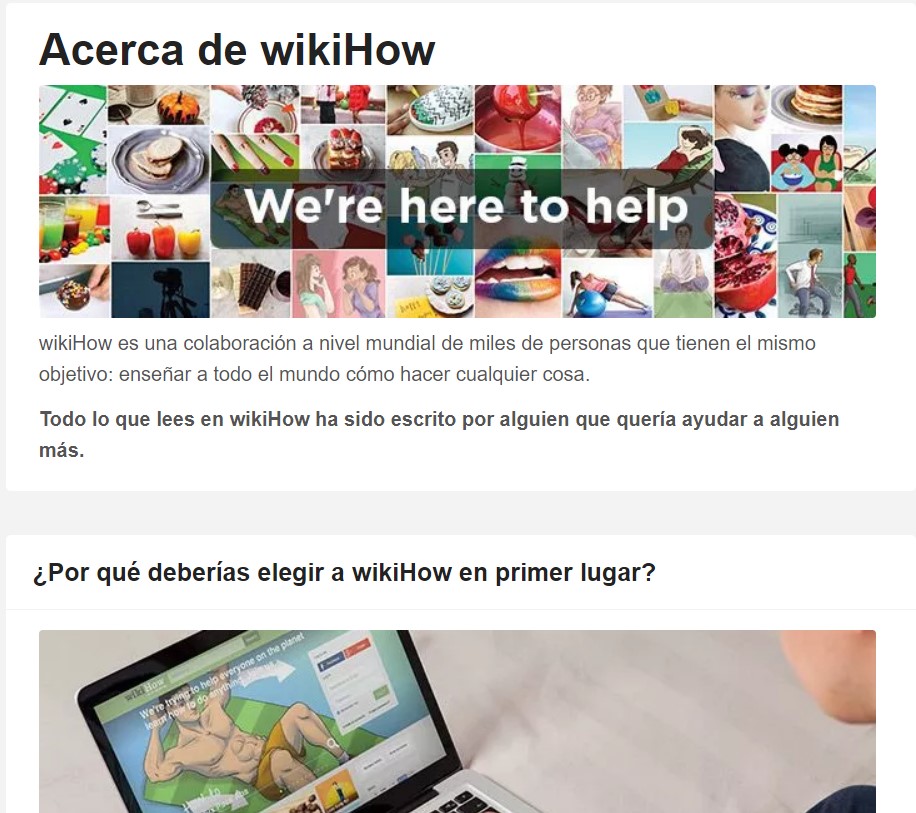 Acerca de wikiHow
We're here to help
wikiHow es una colaboración a nivel mundial de miles de personas que tienen el mismo
objetivo: enseñar a todo el mundo cómo hacer cualquier cosa.
Todo lo que lees en wikiHow ha sido escrito por alguien que quería ayudar a alguien
más.
¿Por qué deberías elegir a wikiHow en primer lugar?
wikiHow
We're trying to help everyone on the planet
learn how to do anything.